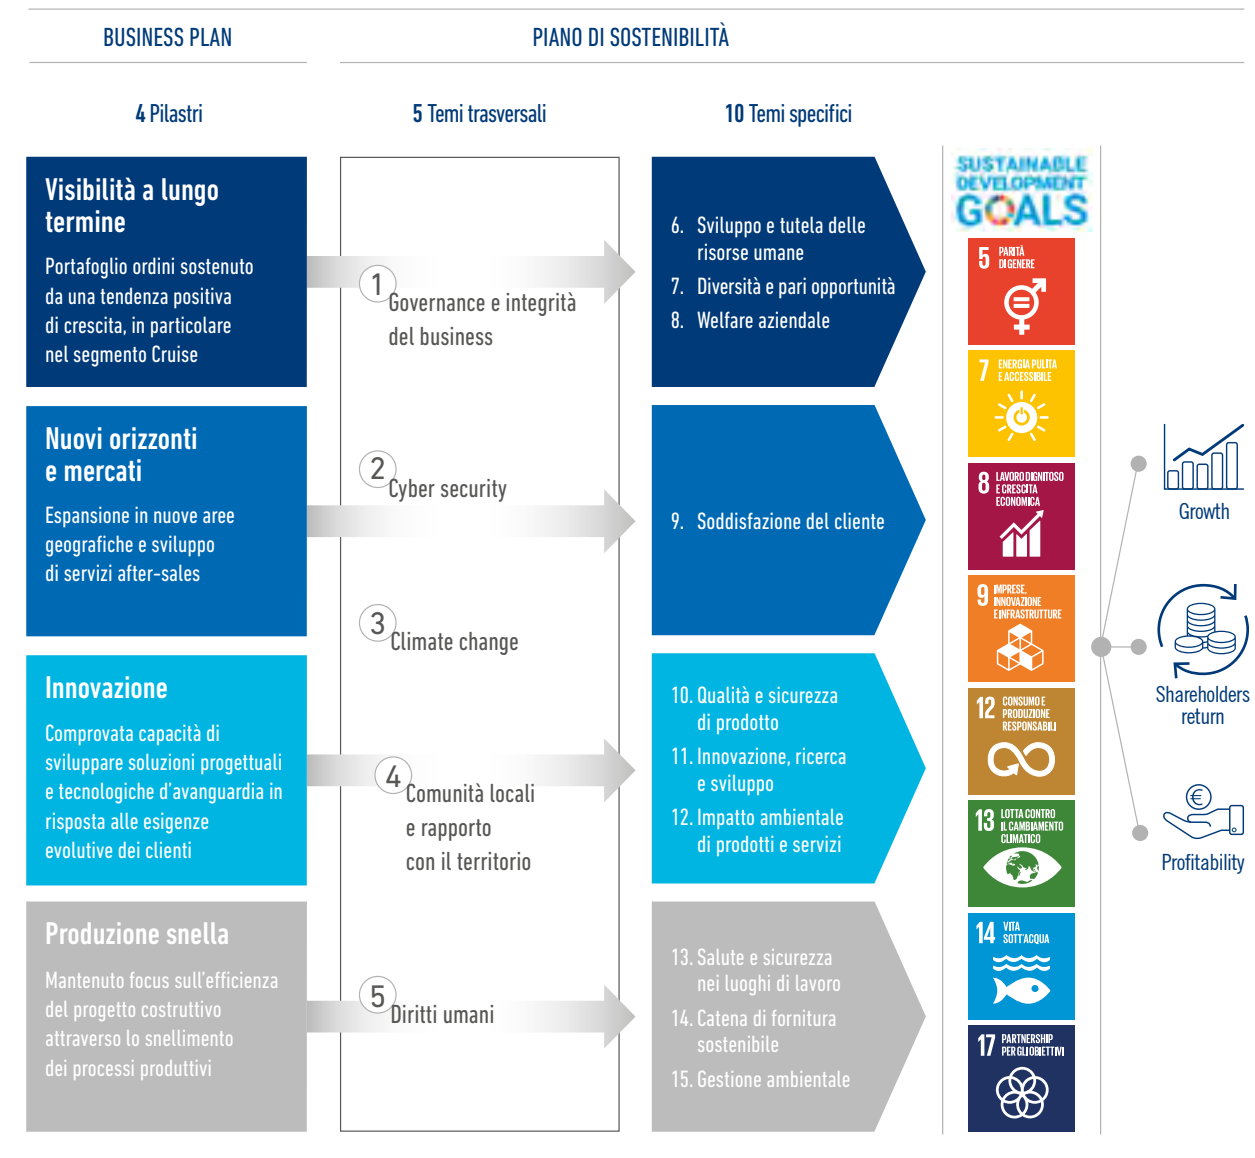 BUSINESS PLAN
PIANO DI SOSTENIBILITÀ
4 Pilastri
5 Temi trasversali
10 Temi specifici
Visibilità a lungo
termine
Portafoglio ordini sostenuto
da una tendenza positiva
di crescita, in particolare
nel segmento Cruise
Nuovi orizzonti
e mercati
Espansione in nuove aree
geografiche e sviluppo
di servizi after-sales
Innovazione
Comprovata capacità di
sviluppare soluzioni progettuali
e tecnologiche d'avanguardia in
risposta alle esigenze
evolutive dei clienti
Produzione snella
Mantenuto focus sull'efficienza
del progetto costruttivo
attraverso lo snellimento
dei processi produttivi
1
Governance e integrità
del business
2
Cyber security
3
Climate change
4
Comunità locali
e rapporto
con il territorio
5
Diritti umani
6. Sviluppo e tutela delle
risorse umane
7. Diversità e pari opportunità
8. Welfare aziendale
9. Soddisfazione del cliente
10. Qualità e sicurezza
di prodotto
11. Innovazione, ricerca
e sviluppo
12. Impatto ambientale
di prodotti e servizi
13. Salute e sicurezza
nei luoghi di lavoro
14. Catena di fornitura
sostenibile
15. Gestione ambientale
SUSTAINABLE
DEVELOPMENT
GOALS
5 PARITÀ
DI GENERE
7 ENERGIA PULITA
E ACCESSIBILE
8 LAVORO DIGNITOSO
E CRESCITA
ECONOMICA
9 IMPRESE,
INNOVAZIONE
E INFRASTRUTTURE
12 CONSUMO E
PRODUZIONE
RESPONSABILI
13 LOTTA CONTRO
IL CAMBIAMENTO
CLIMATICO
14 VITA
SOTT'ACQUA
17 PARTNERSHIP
PER GLI OBIETTIVI
Growth
Shareholders
return
€
Profitability